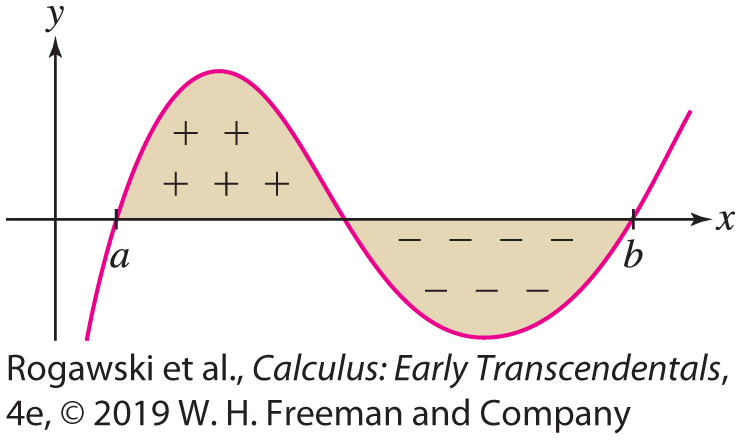 y
+ +
+ + +
x
a
b
− − − −
− − −
Rogawski et al., Calculus: Early Transcendentals,
4e, © 2019 W. H. Freeman and Company